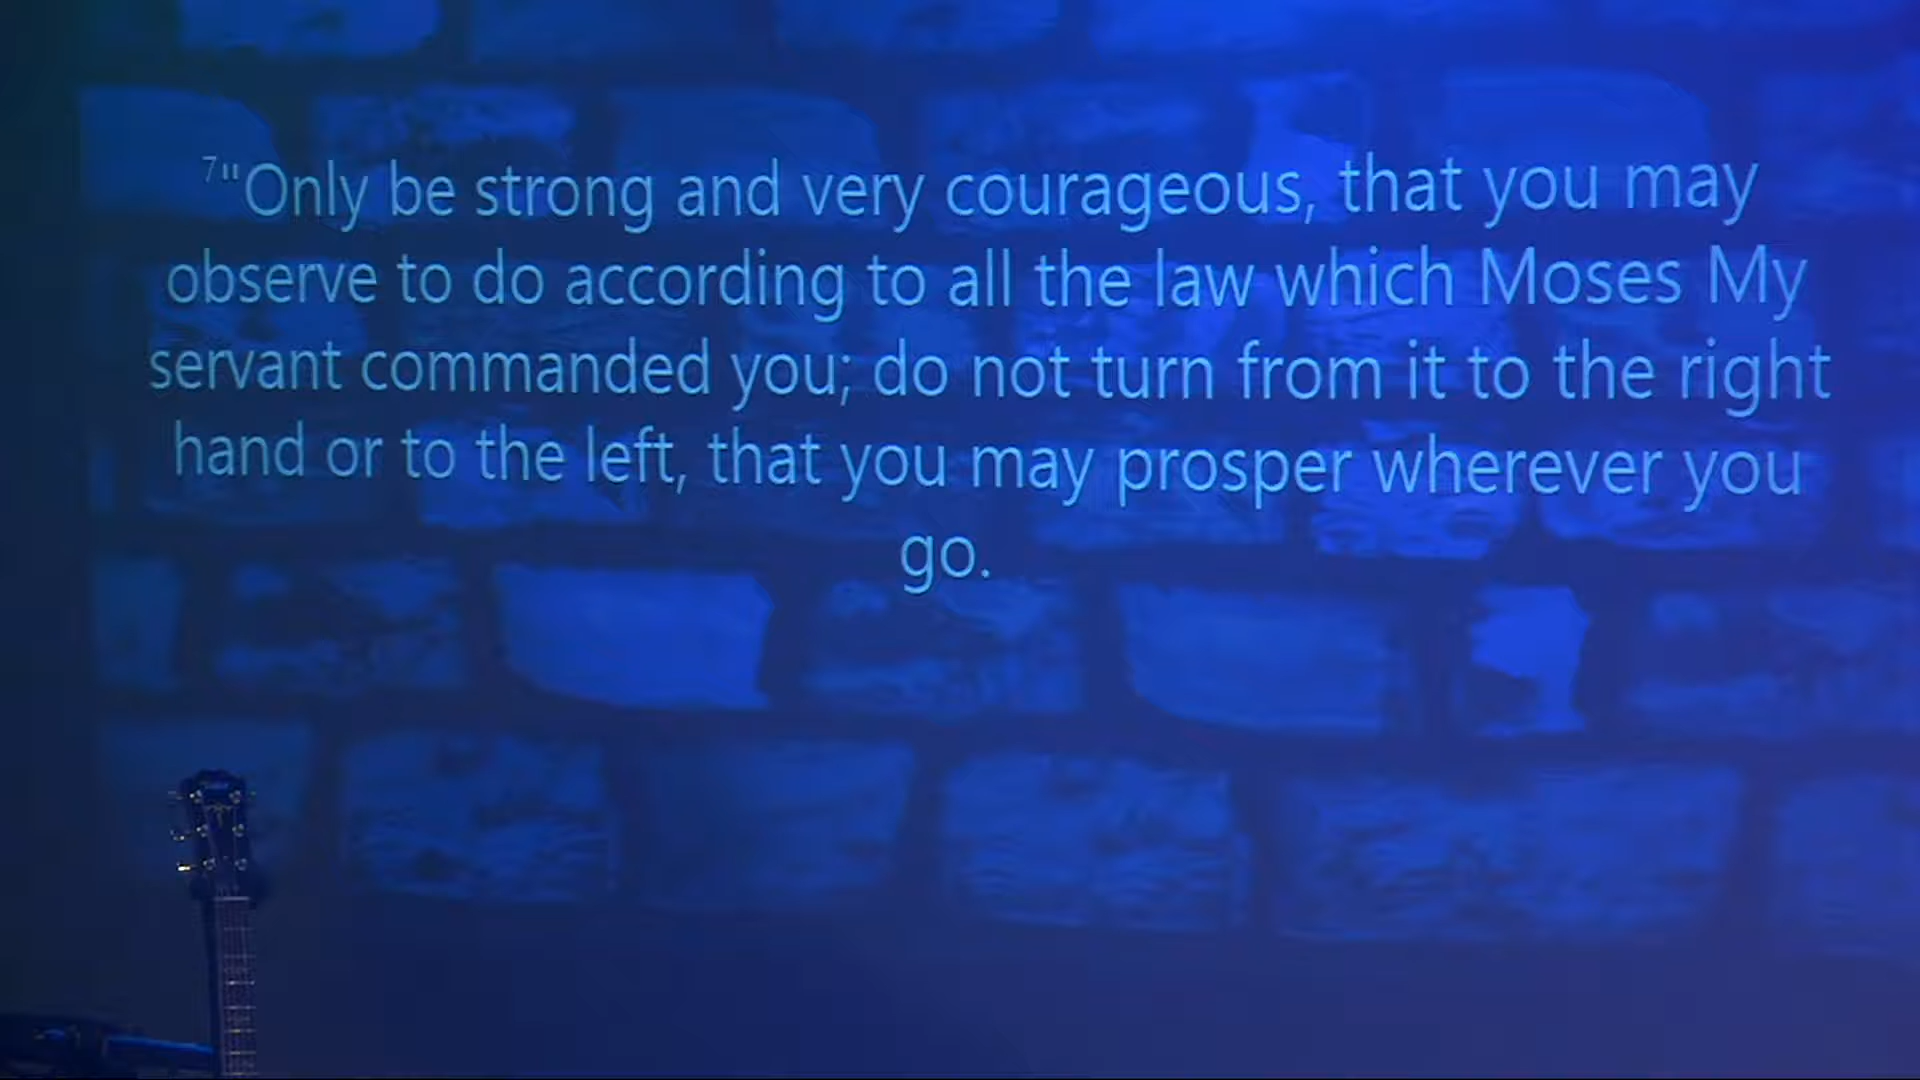 7"Only be strong and very courageous, that you may
observe to do according to all the law which Moses My
servant commanded you; do not turn from it to the right
hand or to the left, that you may prosper wherever you
go.